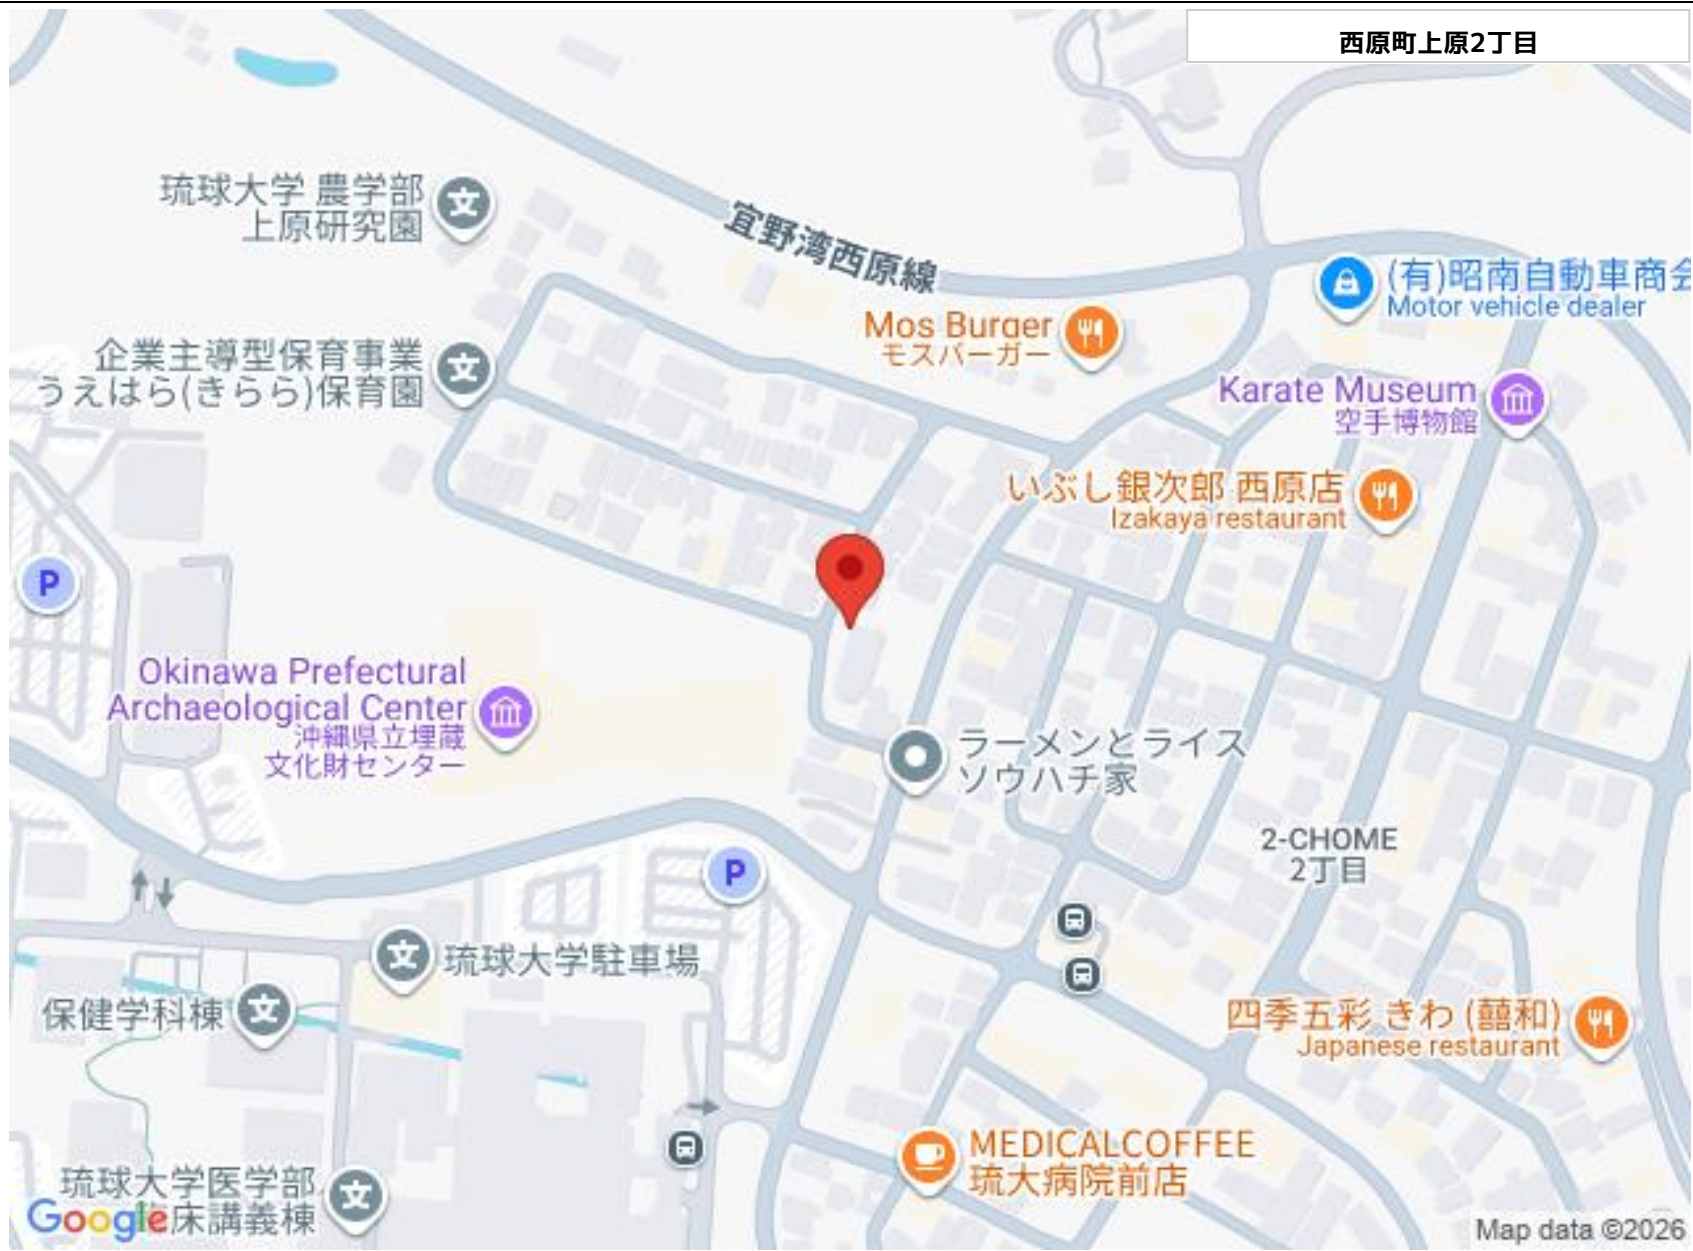 西原町上原2丁目
琉球大学 農学部
上原研究園
宜野湾西原線
(有)昭南自動車商会
Motor vehicle dealer
Mos Burger
モスバーガー
企業主導型保育事業
うえはら(きらら)保育園
Karate Museum
空手博物館
いぶし銀次郎 西原店
Izakaya restaurant
P
Okinawa Prefectural
Archaeological Center
沖縄県立埋蔵
文化財センター
ラーメンとライス
ソウハチ家
2-CHOME
2丁目
P
琉球大学駐車場
保健学科棟
四季五彩 きわ (囍和)
Japanese restaurant
MEDICALCOFFEE
琉大病院前店
琉球大学医学部
床講義棟
Google
Map data ©2026